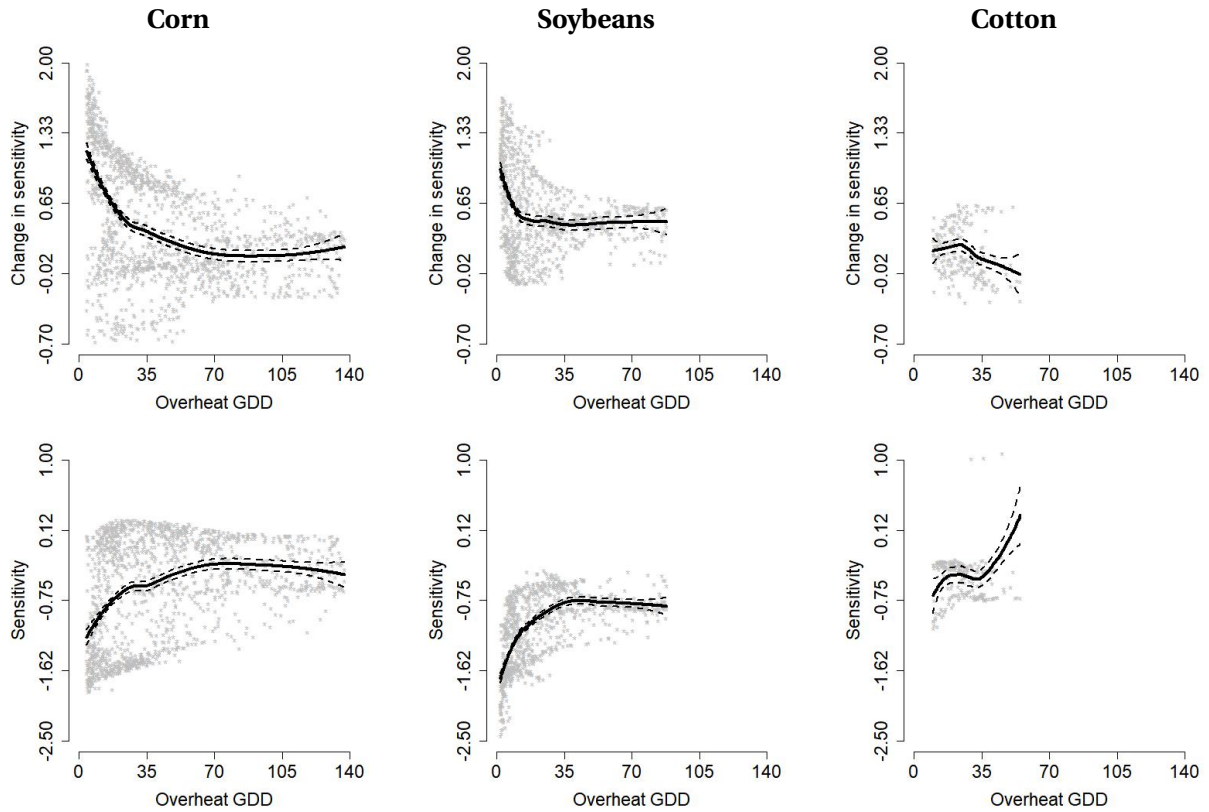 Corn Soybeans Cotton
Change in sensitivity
2.00
1.33
0.65
-0.02
-0.70
0 35 70 105 140
Overheat GDD
Change in sensitivity
2.00
1.33
0.65
-0.02
-0.70
0 35 70 105 140
Overheat GDD
Change in sensitivity
2.00
1.33
0.65
-0.02
-0.70
0 35 70 105 140
Overheat GDD
Sensitivity
1.00
0.12
-0.75
-1.62
-2.50
0 35 70 105 140
Overheat GDD
Sensitivity
1.00
0.12
-0.75
-1.62
-2.50
0 35 70 105 140
Overheat GDD
Sensitivity
1.00
0.12
-0.75
-1.62
-2.50
0 35 70 105 140
Overheat GDD